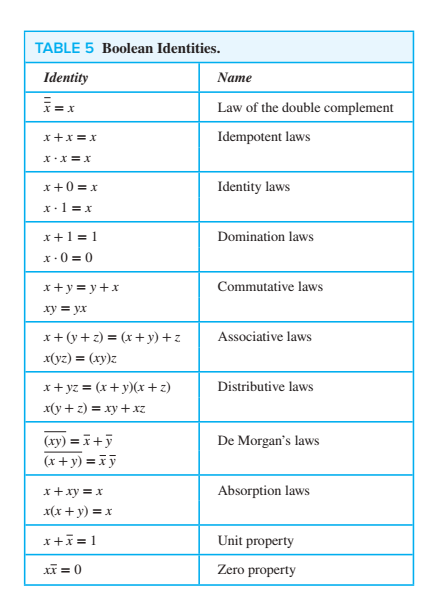 TABLE 5 Boolean Identities.
Identity Name
x̿ = x Law of the double complement
x + x = x Idempotent laws
x · x = x
x + 0 = x Identity laws
x · 1 = x
x + 1 = 1 Domination laws
x · 0 = 0
x + y = y + x Commutative laws
xy = yx
x + (y + z) = (x + y) + z Associative laws
x(yz) = (xy)z
x + yz = (x + y)(x + z) Distributive laws
x(y + z) = xy + xz
(̅x̅y̅)̅ = x̅ + y̅ De Morgan's laws
(̅x̅ ̅+̅ ̅y̅)̅ = x̅ y̅
x + xy = x Absorption laws
x(x + y) = x
x + x̅ = 1 Unit property
xx̅ = 0 Zero property